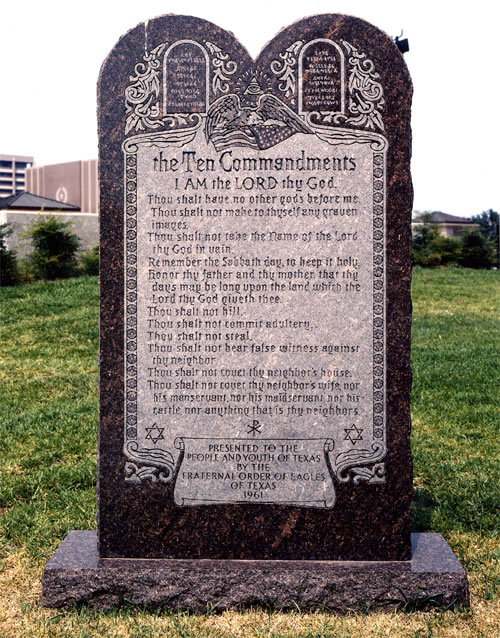 the Ten Commandments
I AM the LORD thy God.
Thou shalt have no other gods before me.
Thou shalt not make to thyself any graven
images.
Thou shalt not take the Name of the Lord
thy God in vain.
Remember the Sabbath day, to keep it holy.
Honor thy father and thy mother that thy
days may be long upon the land which the
Lord thy God giveth thee.
Thou shalt not kill.
Thou shalt not commit adultery.
Thou shalt not steal.
Thou shalt not bear false witness against
thy neighbor.
Thou shalt not covet thy neighbor's house.
Thou shalt not covet thy neighbor's wife, nor
his manservant, nor his maidservant, nor his
cattle, nor anything that is thy neighbor's.
PRESENTED TO THE
PEOPLE AND YOUTH OF TEXAS
BY THE
FRATERNAL ORDER OF EAGLES
OF TEXAS
1961